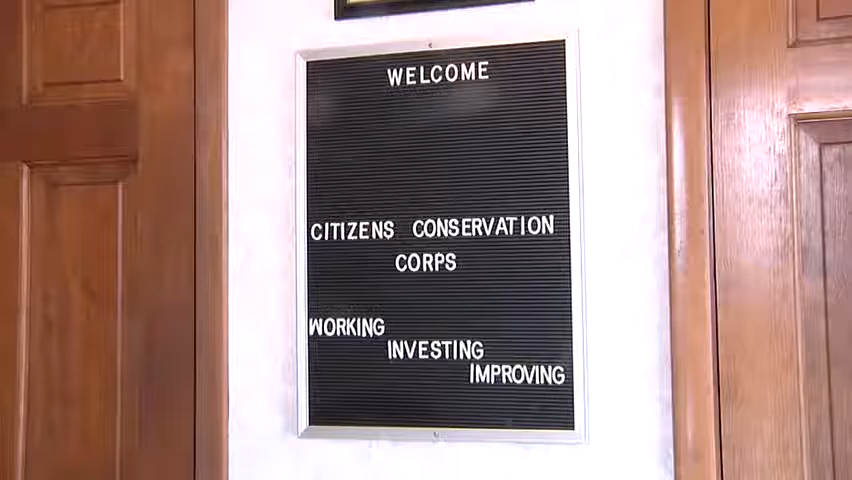 WELCOME
CITIZENS CONSERVATION
CORPS
WORKING
INVESTING
IMPROVING